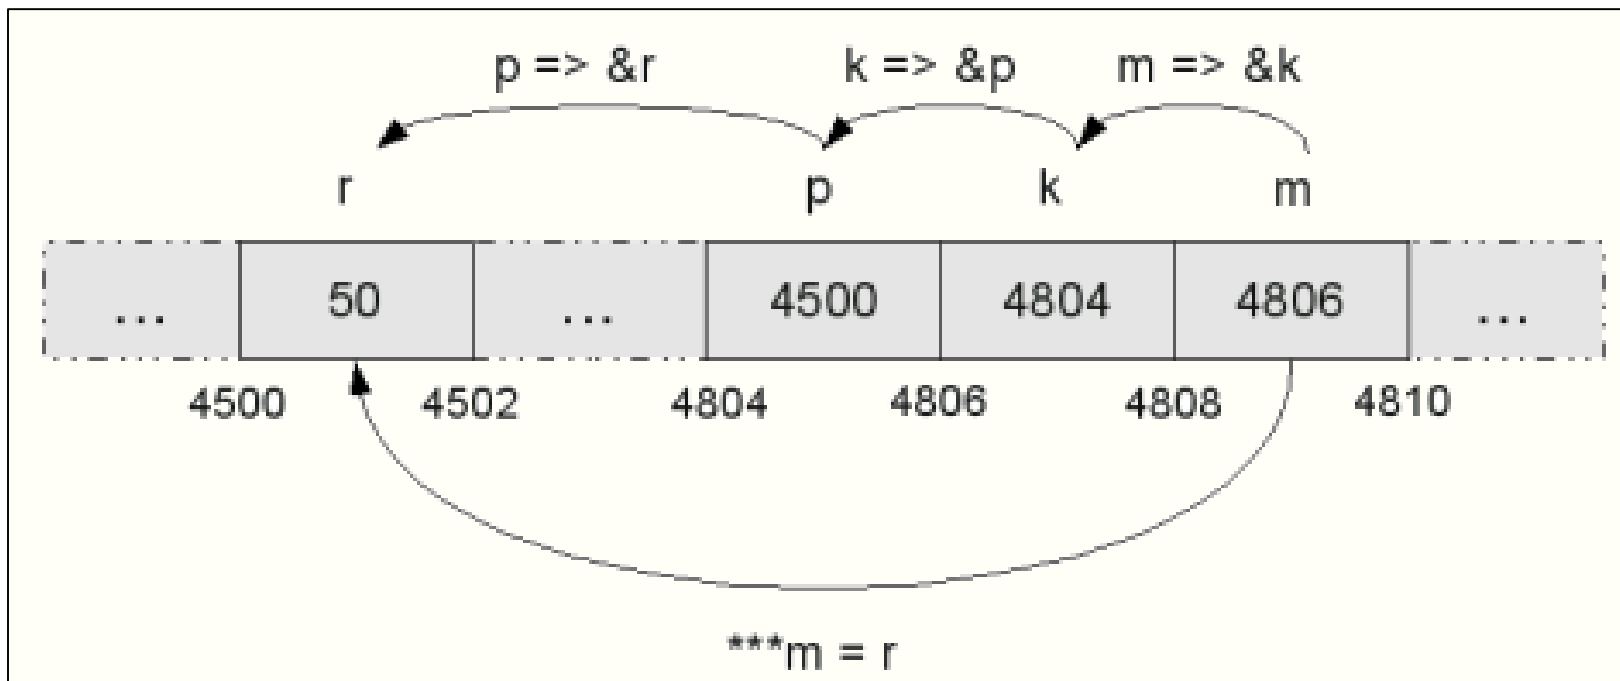 p => &r k => &p m => &k
r p k m
... 50 ... 4500 4804 4806 ...
4500 4502 4804 4806 4808 4810
***m = r